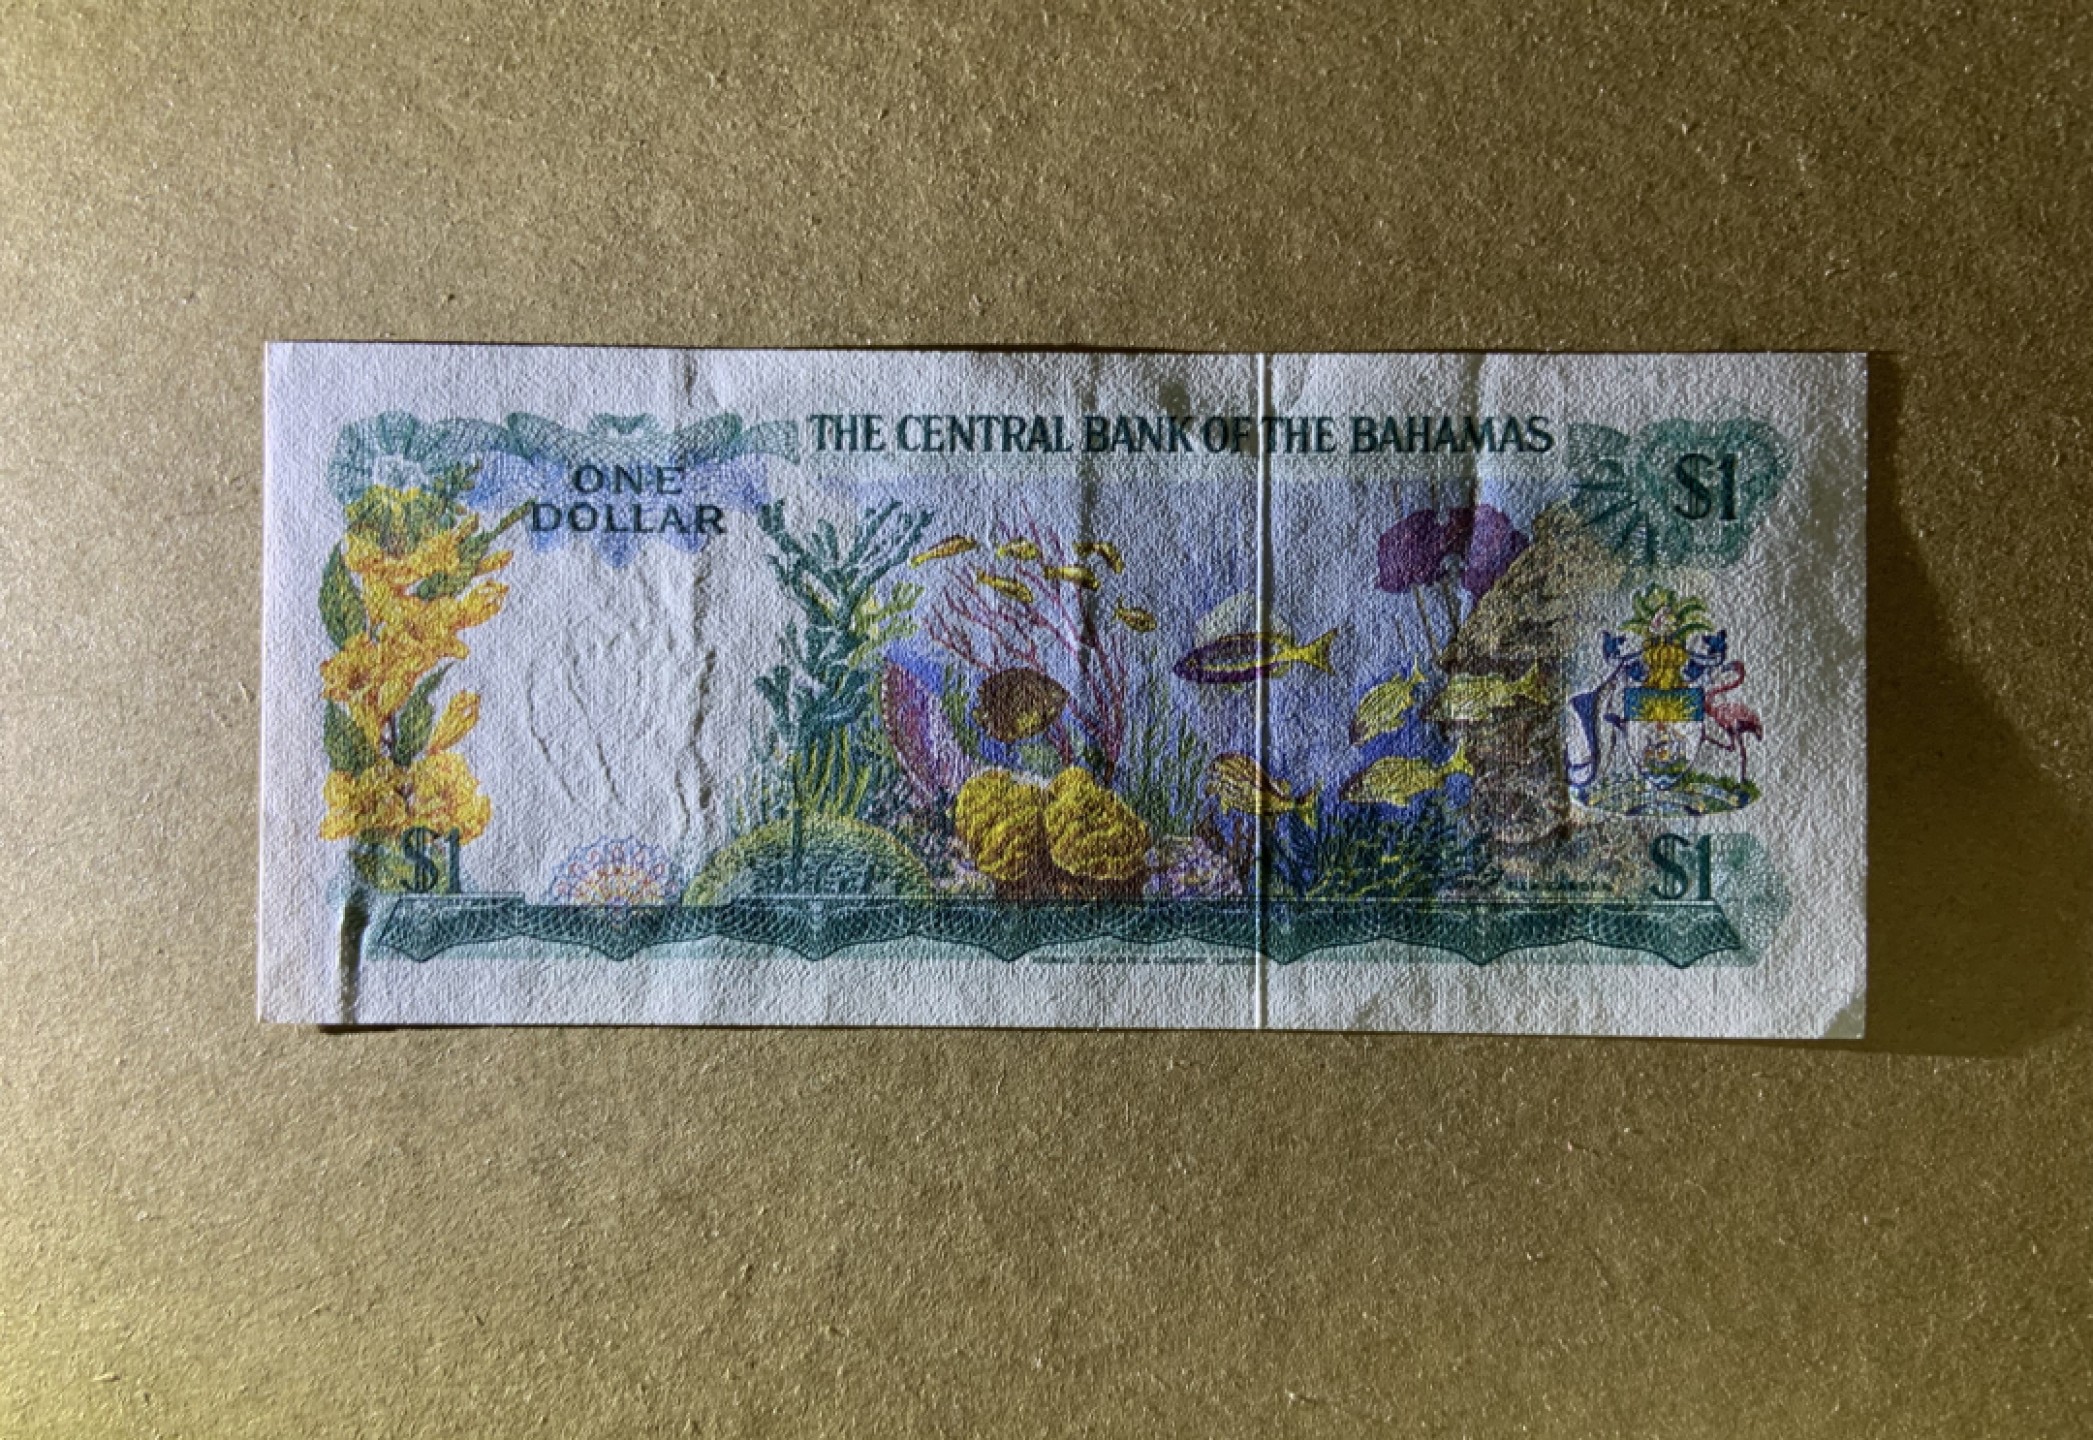 THE CENTRAL BANK OF THE BAHAMAS
ONE
DOLLAR
$1
$1
$1